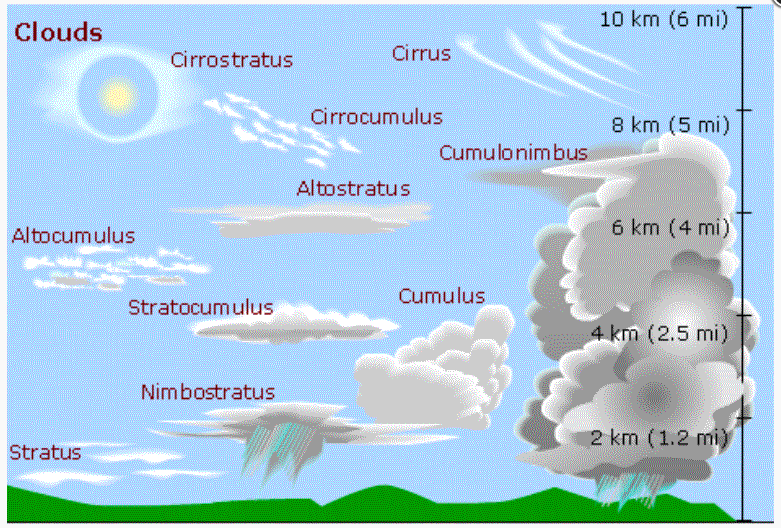 Clouds
10 km (6 mi)
Cirrostratus
Cirrus
Cirrocumulus
8 km (5 mi)
Cumulonimbus
Altostratus
6 km (4 mi)
Altocumulus
Stratocumulus
Cumulus
4 km (2.5 mi)
Nimbostratus
2 km (1.2 mi)
Stratus